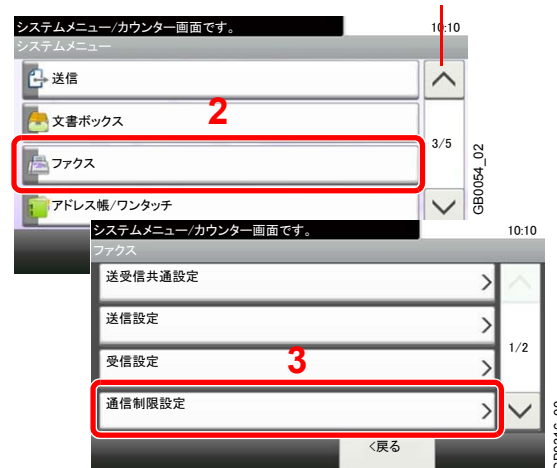 システムメニュー/カウンター画面です。
10:10
システムメニュー
送信
文書ボックス
2
3/5
ファクス
アドレス帳/ワンタッチ
GB0054_02
システムメニュー/カウンター画面です。
10:10
ファクス
送受信共通設定
送信設定
1/2
受信設定
3
通信制限設定
<戻る